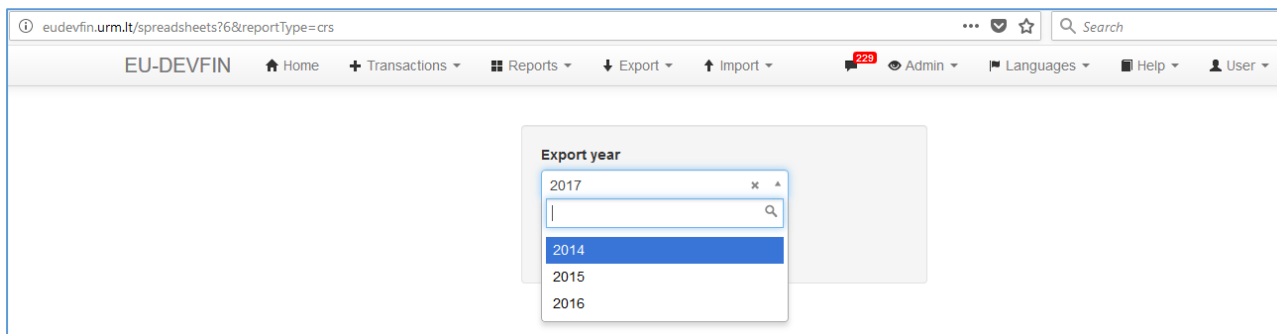 eudevfin.urm.lt/spreadsheets?6&reportType=crs Search
EU-DEVFIN Home Transactions Reports Export Import 229 Admin Languages Help User
Export year
2017
2014
2015
2016